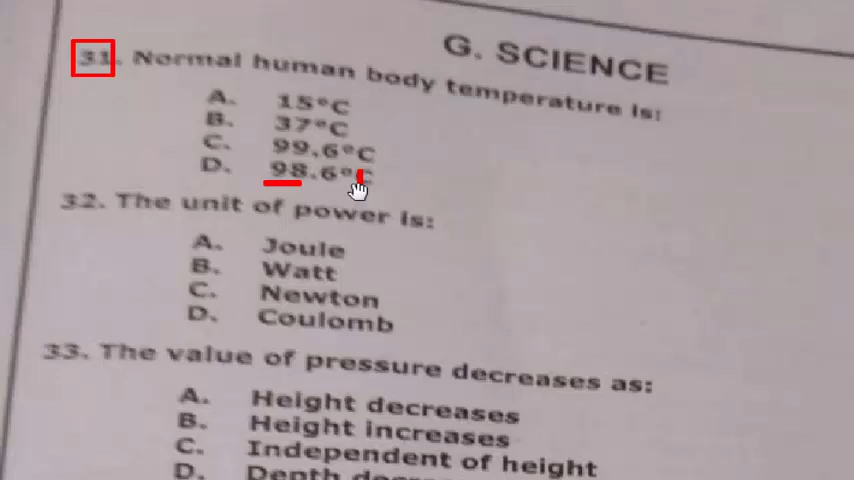 G. SCIENCE
31. Normal human body temperature is:
A. 15°C
B. 37°C
C. 99.6°C
D. 98.6°C
32. The unit of power is:
A. Joule
B. Watt
C. Newton
D. Coulomb
33. The value of pressure decreases as:
A. Height decreases
B. Height increases
C. Independent of height
D. Depth